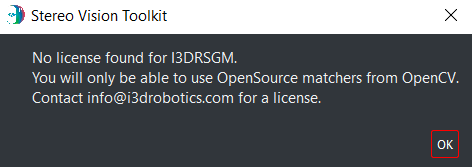 Stereo Vision Toolkit
No license found for I3DRSGM.
You will only be able to use OpenSource matchers from OpenCV.
Contact info@i3drobotics.com for a license.
OK